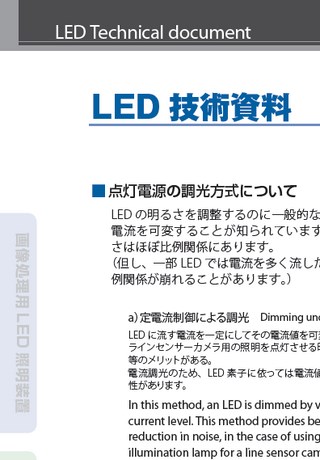 LED Technical document
LED 技術資料
■点灯電源の調光方式について
LED の明るさを調整するのに一般的な
電流を可変することが知られています
さはほぼ比例関係にあります。
（但し、一部 LED では電流を多く流した
例関係が崩れることがあります。）
a) 定電流制御による調光 Dimming un
LED に流す電流を一定にしてその電流値を可
ラインセンサーカメラ用の照明を点灯させる
等のメリットがある。
電流調光のため、LED 素子に依っては電流値
性があります。
In this method, an LED is dimmed by v
current level. This method provides be
reduction in noise, in the case of using
illumination lamp for a line sensor cam
画像処理用 LED 照明装置